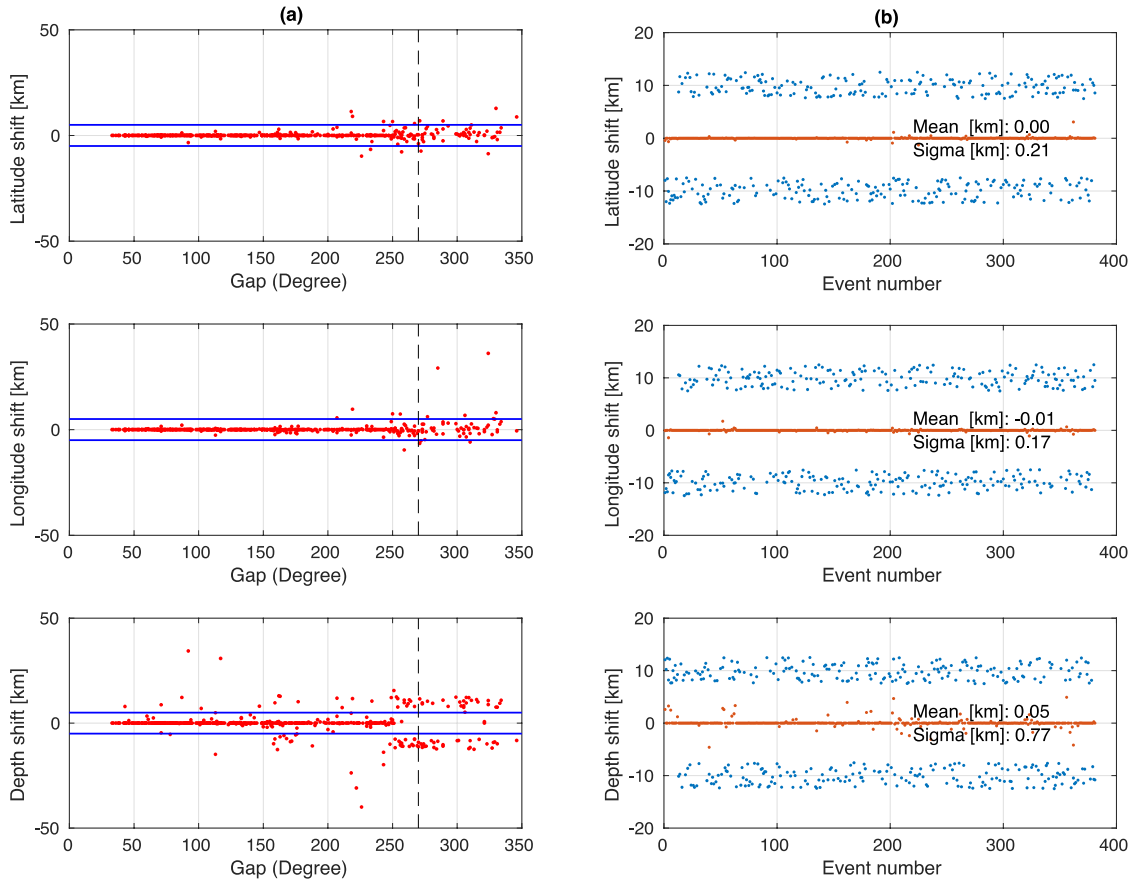 (a)
50
0
-50
Latitude shift [km]
0 50 100 150 200 250 300 350
Gap (Degree)
(b)
20
10
0
-10
-20
Latitude shift [km]
Mean [km]: 0.00
Sigma [km]: 0.21
100 200 300 400
Event number
50
0
-50
Longitude shift [km]
0 50 100 150 200 250 300 350
Gap (Degree)
20
10
0
-10
-20
Longitude shift [km]
Mean [km]: -0.01
Sigma [km]: 0.17
100 200 300 400
Event number
50
0
-50
Depth shift [km]
0 50 100 150 200 250 300 350
Gap (Degree)
20
10
0
-10
-20
Depth shift [km]
Mean [km]: 0.05
Sigma [km]: 0.77
100 200 300 400
Event number